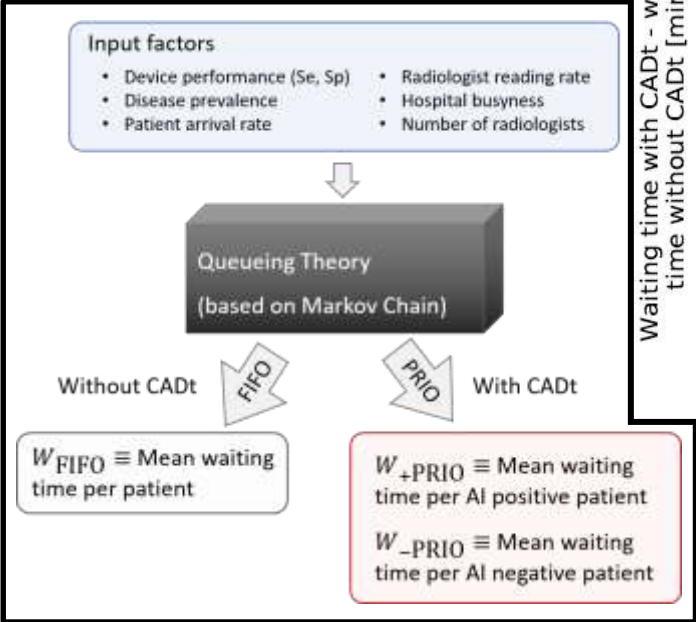 Input factors
• Device performance (Se, Sp)
• Disease prevalence
• Patient arrival rate
• Radiologist reading rate
• Hospital busyness
• Number of radiologists
Queueing Theory
(based on Markov Chain)
Without CADt
FIFO
PRIO
With CADt
W_FIFO ≡ Mean waiting
time per patient
W_+PRIO ≡ Mean waiting
time per AI positive patient
W_−PRIO ≡ Mean waiting
time per AI negative patient
Waiting time with CADt -
time without CADt